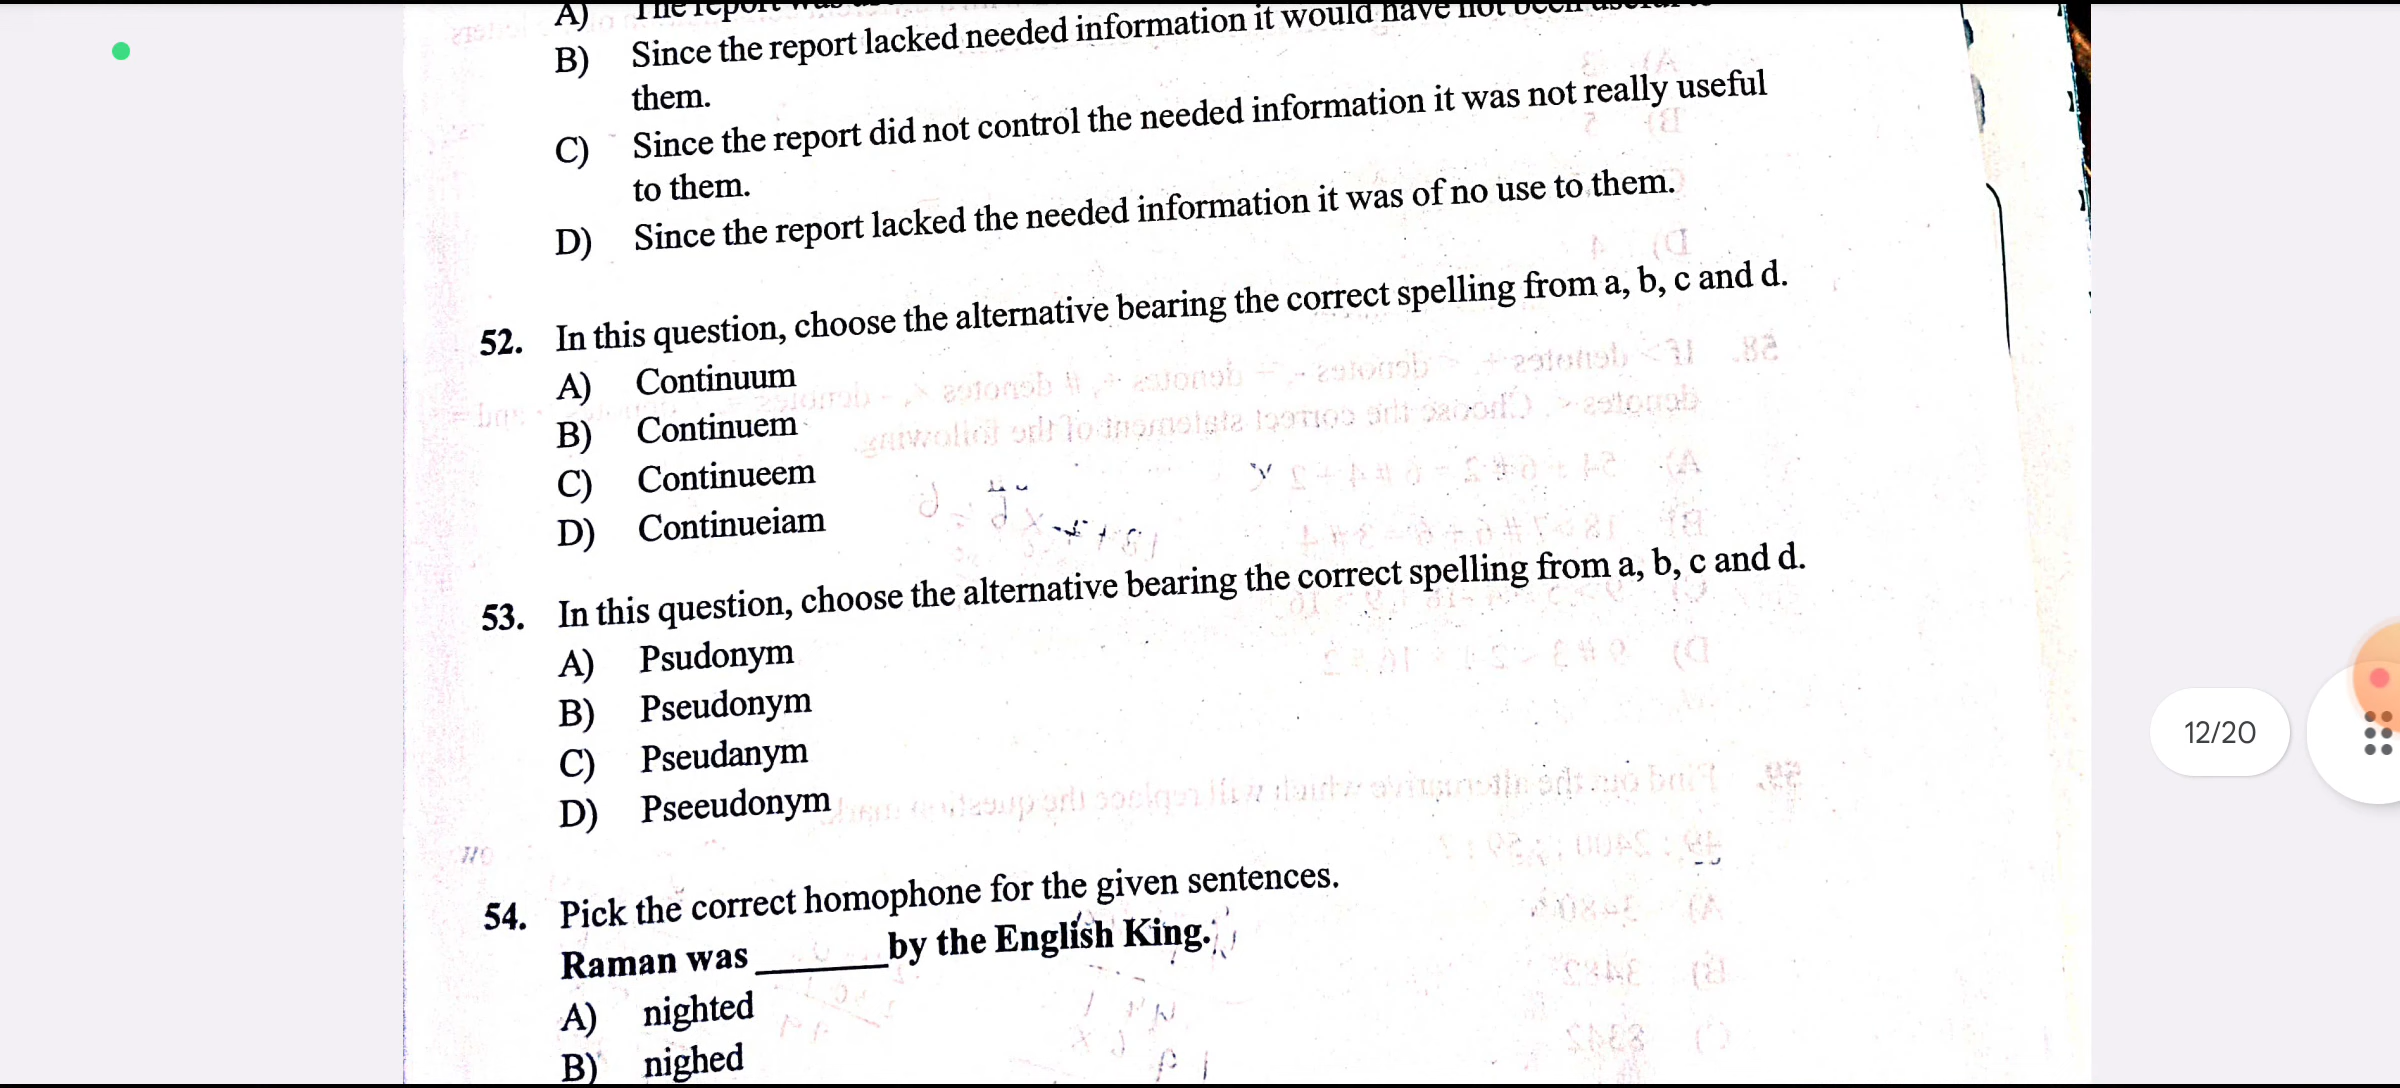 A) The report was
B) Since the report lacked needed information it would have not been useful to
them.
C) Since the report did not control the needed information it was not really useful
to them.
D) Since the report lacked the needed information it was of no use to them.
52. In this question, choose the alternative bearing the correct spelling from a, b, c and d.
A) Continuum
B) Continuem
C) Continueem
D) Continueiam
53. In this question, choose the alternative bearing the correct spelling from a, b, c and d.
A) Psudonym
B) Pseudonym
C) Pseudanym
D) Pseeudonym
54. Pick the correct homophone for the given sentences.
Raman was ______ by the English King.
A) nighted
B) nighed
12/20